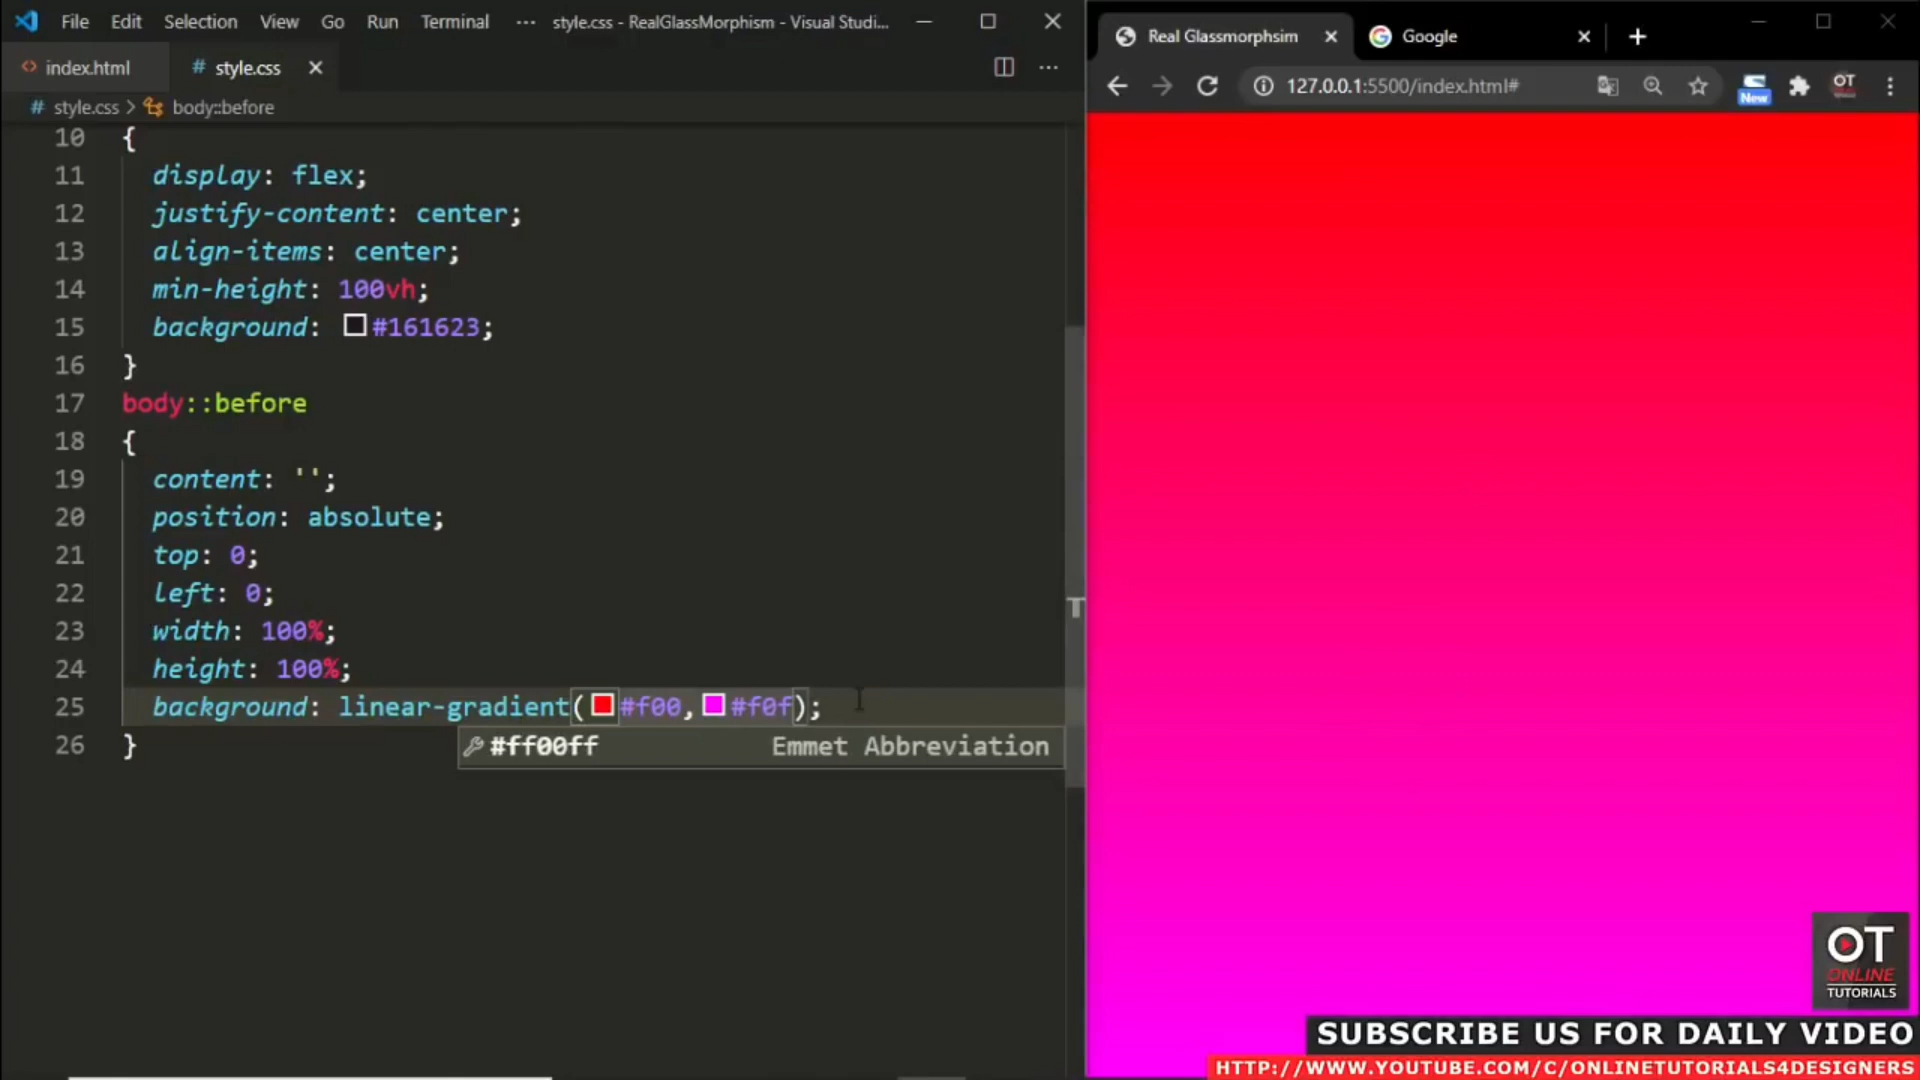 File Edit Selection View Go Run Terminal ··· style.css - RealGlassMorphism - Visual Studi...
index.html
# style.css
# style.css > body::before
10 {
11 display: flex;
12 justify-content: center;
13 align-items: center;
14 min-height: 100vh;
15 background: #161623;
16 }
17 body::before
18 {
19 content: '';
20 position: absolute;
21 top: 0;
22 left: 0;
23 width: 100%;
24 height: 100%;
25 background: linear-gradient(#f00,#f0f);
#ff00ff Emmet Abbreviation
26 }
Real Glassmorphsim
Google
127.0.0.1:5500/index.html#
New
OT
T
OT
ONLINE
TUTORIALS
SUBSCRIBE US FOR DAILY VIDEO
HTTP://WWW.YOUTUBE.COM/C/ONLINETUTORIALS4DESIGNERS